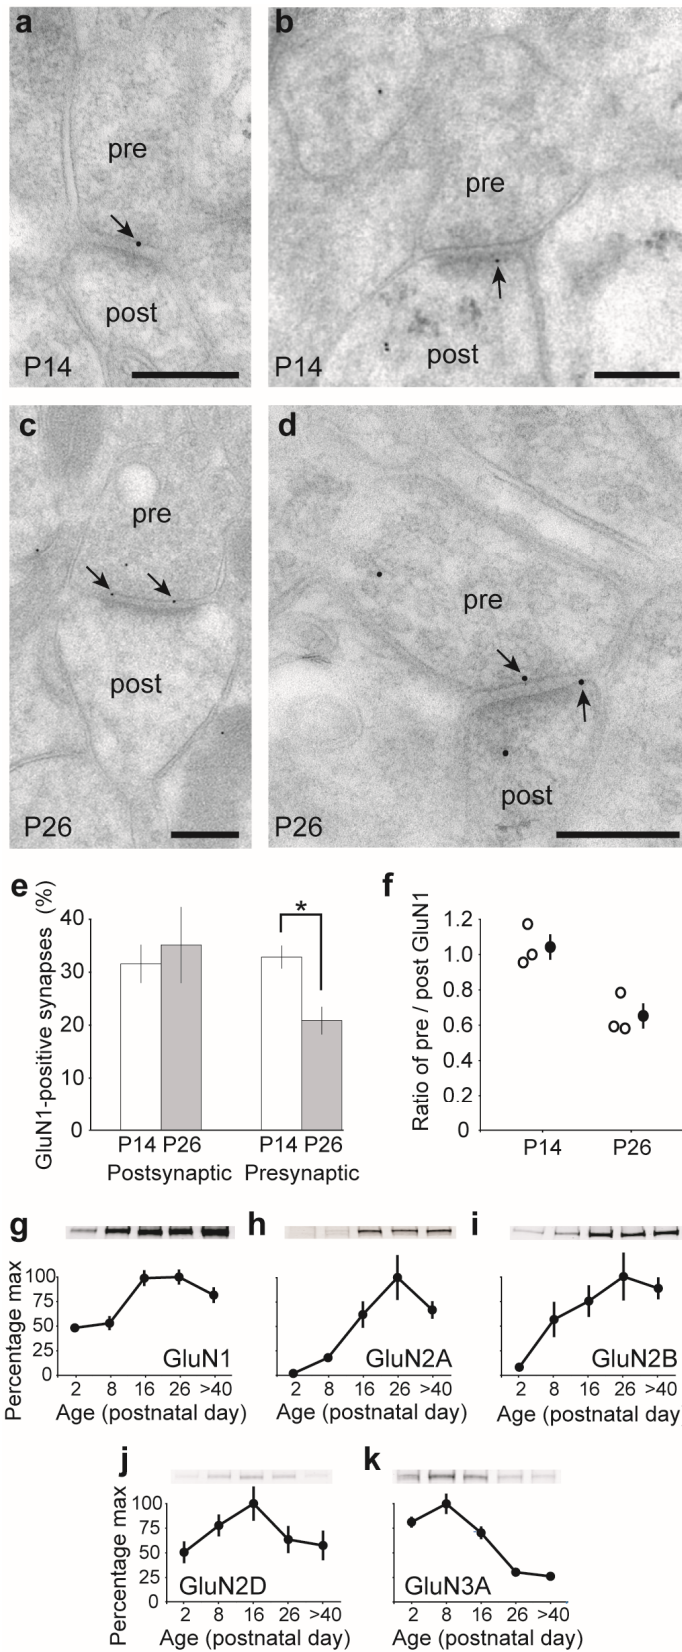 a
pre
post
P14
b
pre
post
P14
c
pre
post
P26
d
pre
post
P26
e
GluN1-positive synapses (%)
40
30
20
10
0
*
P14 P26 P14 P26
Postsynaptic Presynaptic
f
Ratio of pre / post GluN1
1.2
1.0
0.8
0.6
0.4
0.2
0
P14 P26
g
Percentage max
100
75
50
25
0
GluN1
2 8 16 26 >40
Age (postnatal day)
h
GluN2A
2 8 16 26 >40
Age (postnatal day)
i
GluN2B
2 8 16 26 >40
Age (postnatal day)
j
Percentage max
100
75
50
25
0
GluN2D
2 8 16 26 >40
Age (postnatal day)
k
GluN3A
2 8 16 26 >40
Age (postnatal day)